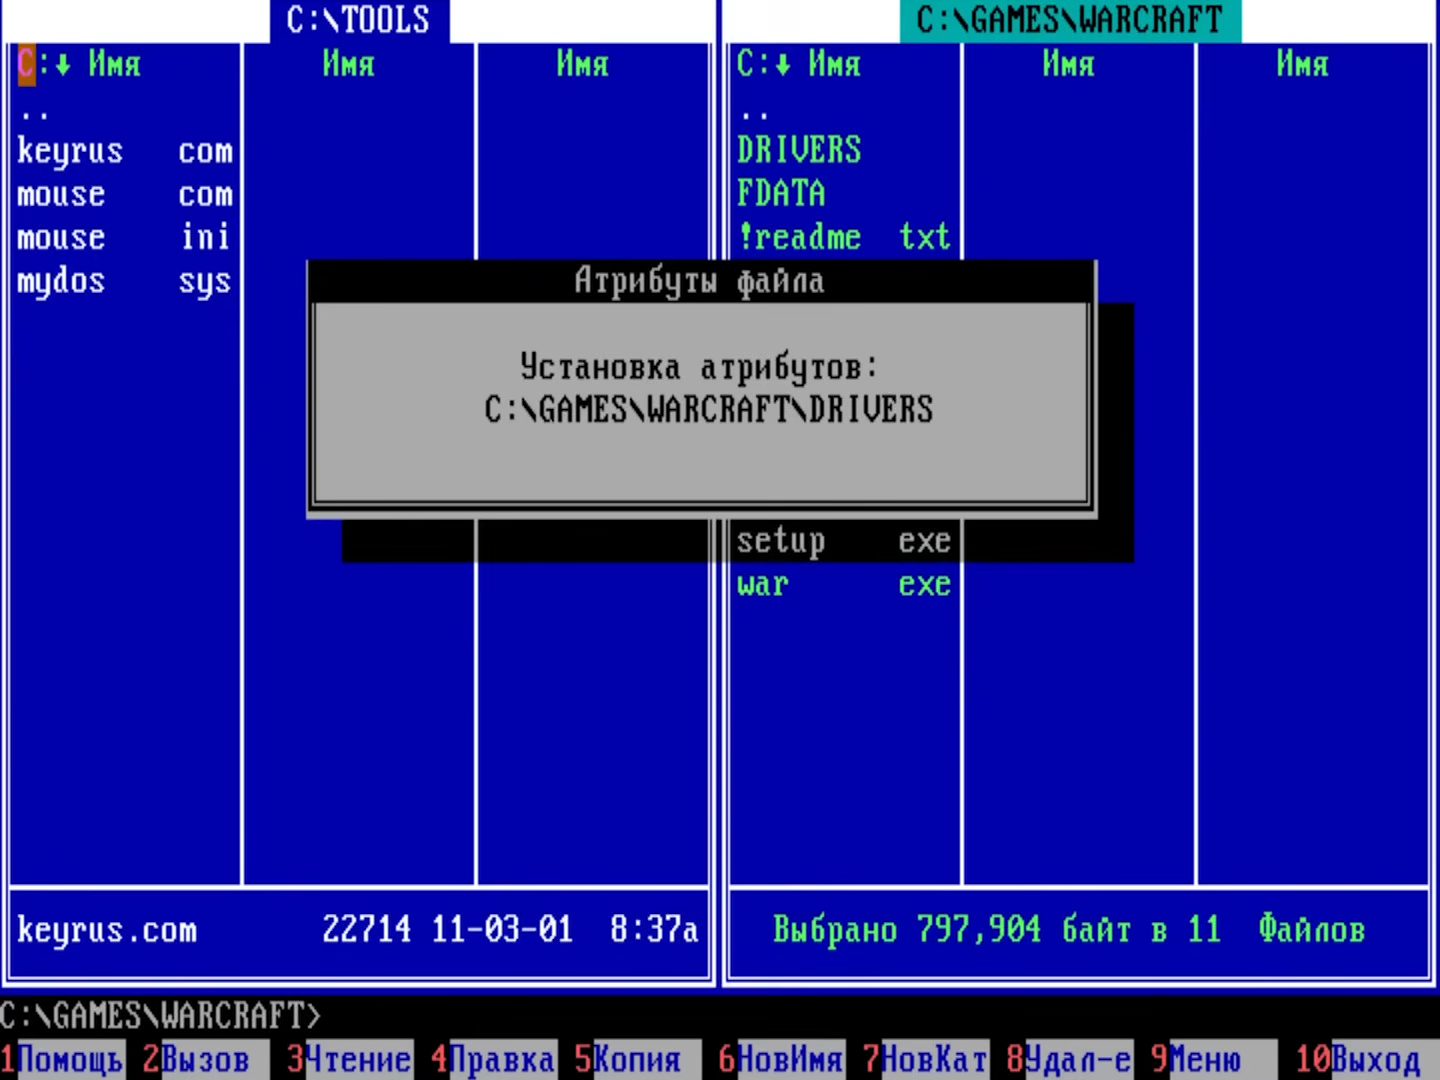 C:\TOOLS
C:\GAMES\WARCRAFT
C:↓ Имя Имя Имя
..
keyrus com
mouse com
mouse ini
mydos sys
C:↓ Имя Имя Имя
..
DRIVERS
FDATA
!readme txt
Атрибуты файла
Установка атрибутов:
C:\GAMES\WARCRAFT\DRIVERS
setup exe
war exe
keyrus.com 22714 11-03-01 8:37a
Выбрано 797,904 байт в 11 Файлов
C:\GAMES\WARCRAFT>
1Помощь 2Вызов 3Чтение 4Правка 5Копия 6НовИмя 7НовКат 8Удал-е 9Меню 10Выход